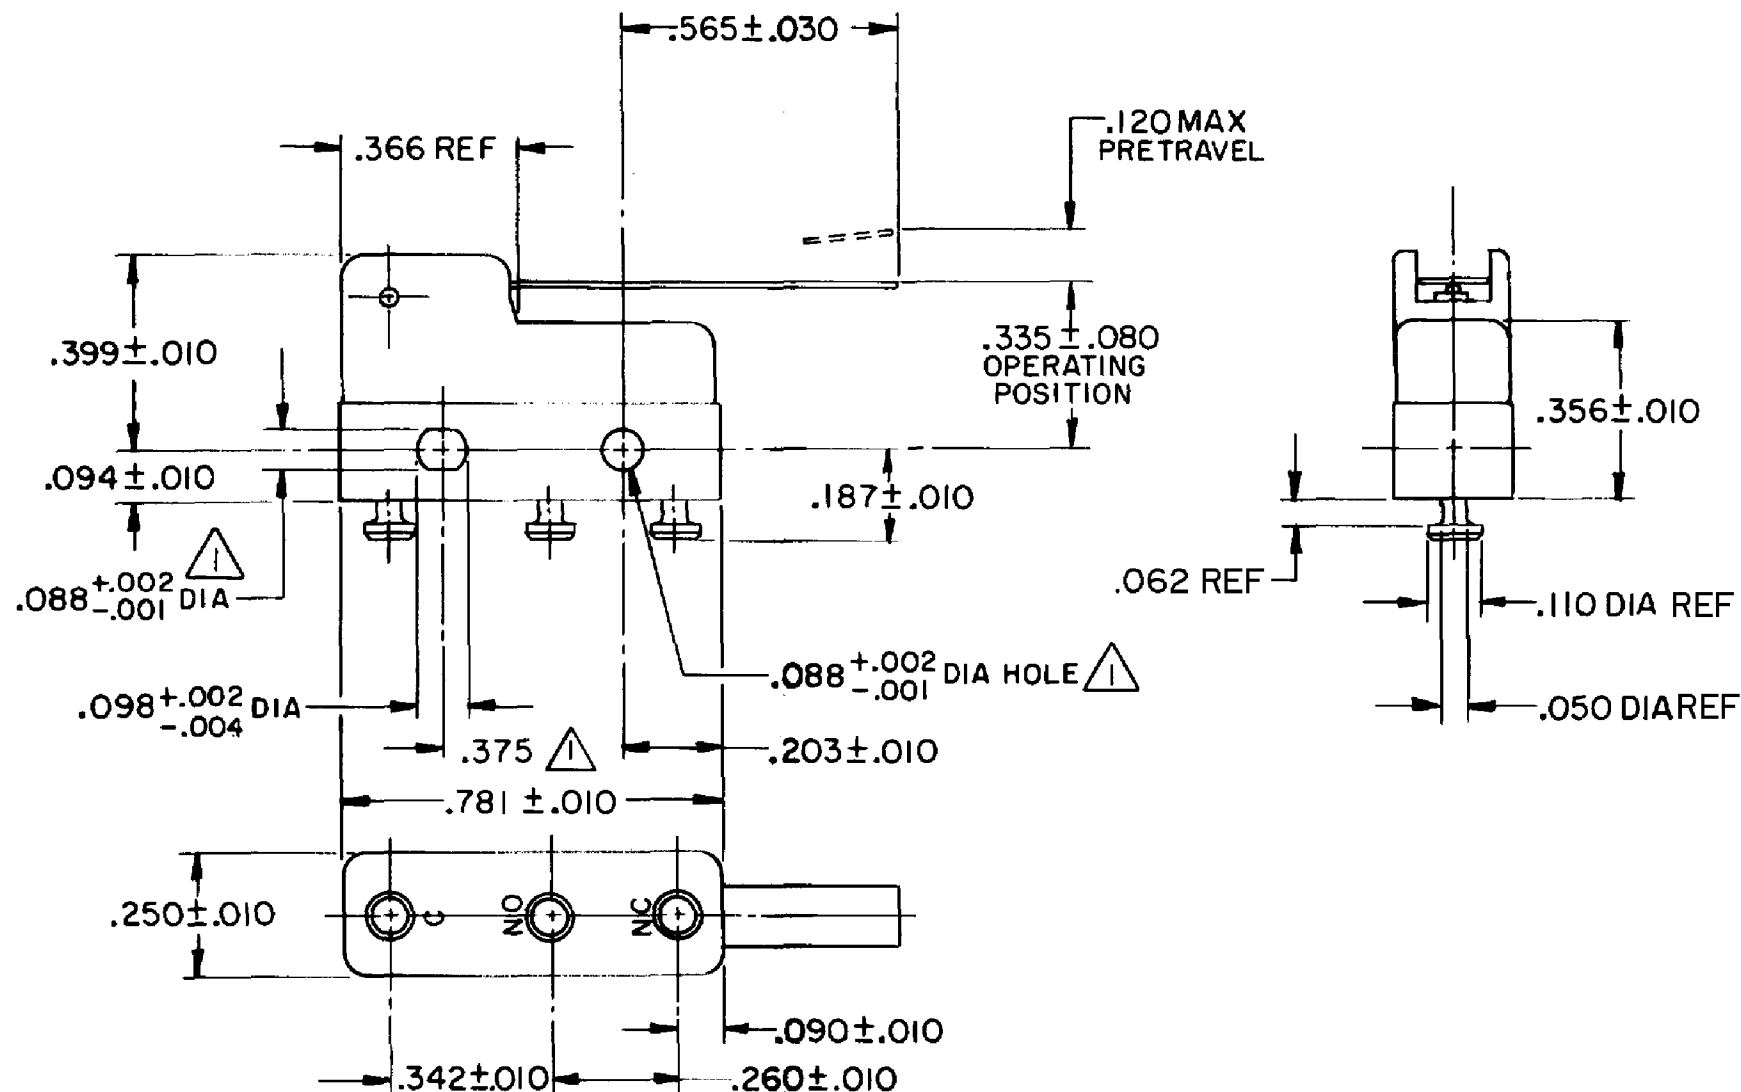 .565±.030
.366 REF
.120 MAX
PRETRAVEL
.399±.010
.335±.080
OPERATING
POSITION
.356±.010
.094±.010
.187±.010
1
.088 +.002 -.001 DIA
.062 REF
.110 DIA REF
.088 +.002 -.001 DIA HOLE 1
.098 +.002 -.004 DIA
.050 DIA REF
.375 1
.203±.010
.781 ±.010
.250±.010
C
NO
NC
.090±.010
.342±.010
.260±.010